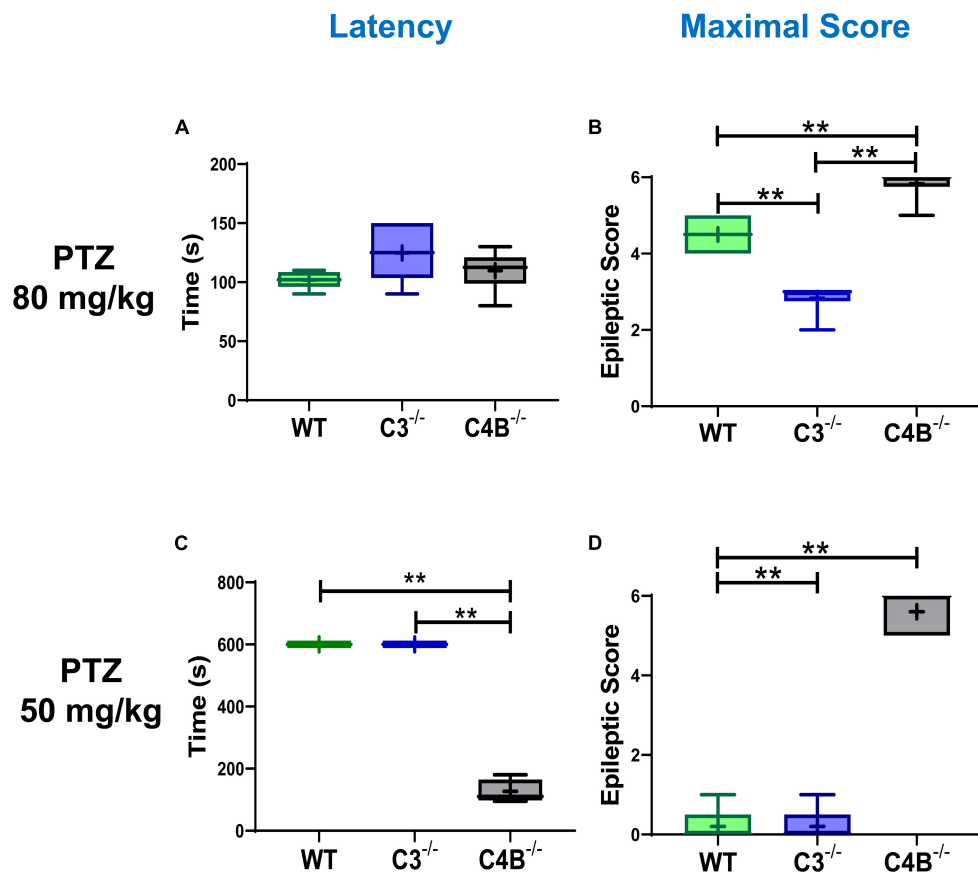 Latency
Maximal Score
PTZ
80 mg/kg
A
Time (s)
200
150
100
50
0
WT C3-/- C4B-/-
B
Epileptic Score
6
4
2
0
** 
**
**
WT C3-/- C4B-/-
PTZ
50 mg/kg
C
Time (s)
800
600
400
200
0
**
**
WT C3-/- C4B-/-
D
Epileptic Score
6
4
2
0
**
**
WT C3-/- C4B-/-